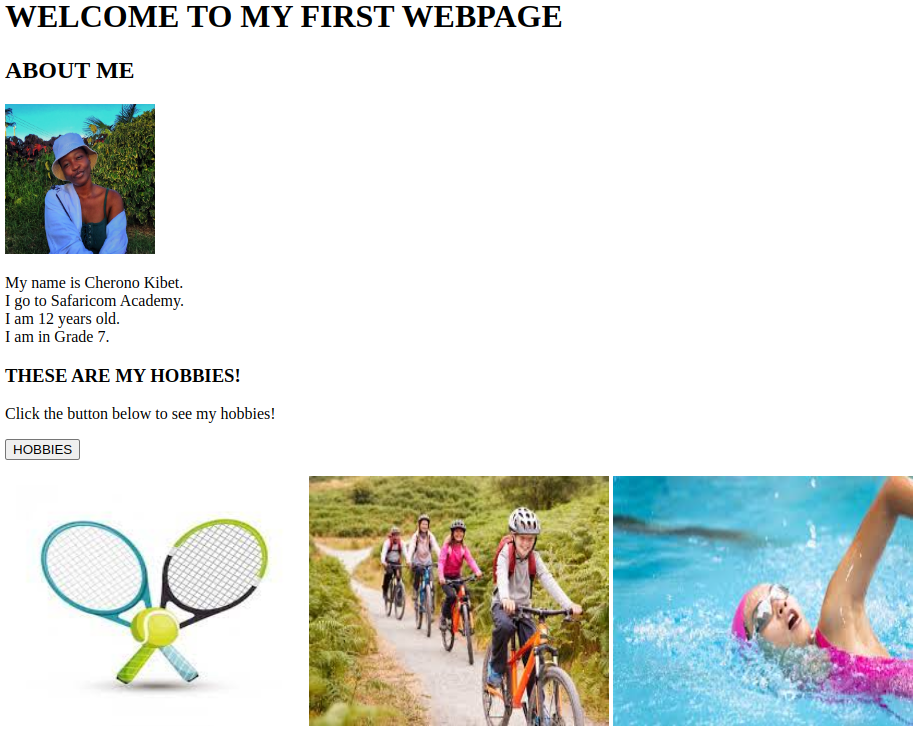 WELCOME TO MY FIRST WEBPAGE
ABOUT ME
My name is Cherono Kibet.
I go to Safaricom Academy.
I am 12 years old.
I am in Grade 7.
THESE ARE MY HOBBIES!
Click the button below to see my hobbies!
HOBBIES